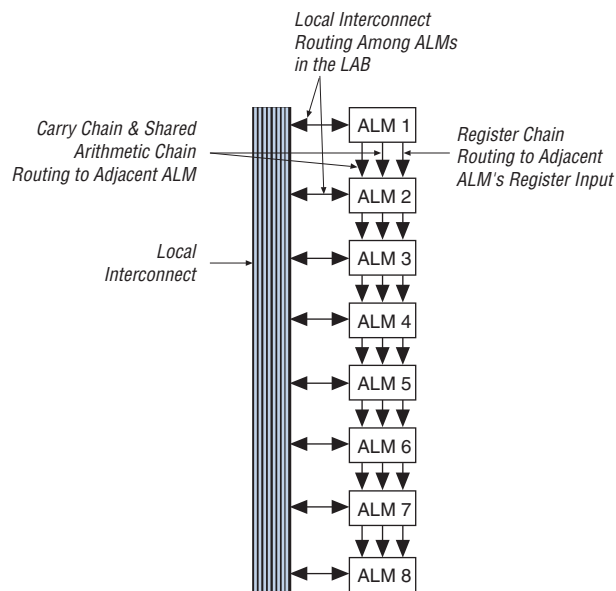 Local Interconnect
Routing Among ALMs
in the LAB
Carry Chain & Shared
Arithmetic Chain
Routing to Adjacent ALM
Register Chain
Routing to Adjacent
ALM's Register Input
Local
Interconnect
ALM 1
ALM 2
ALM 3
ALM 4
ALM 5
ALM 6
ALM 7
ALM 8